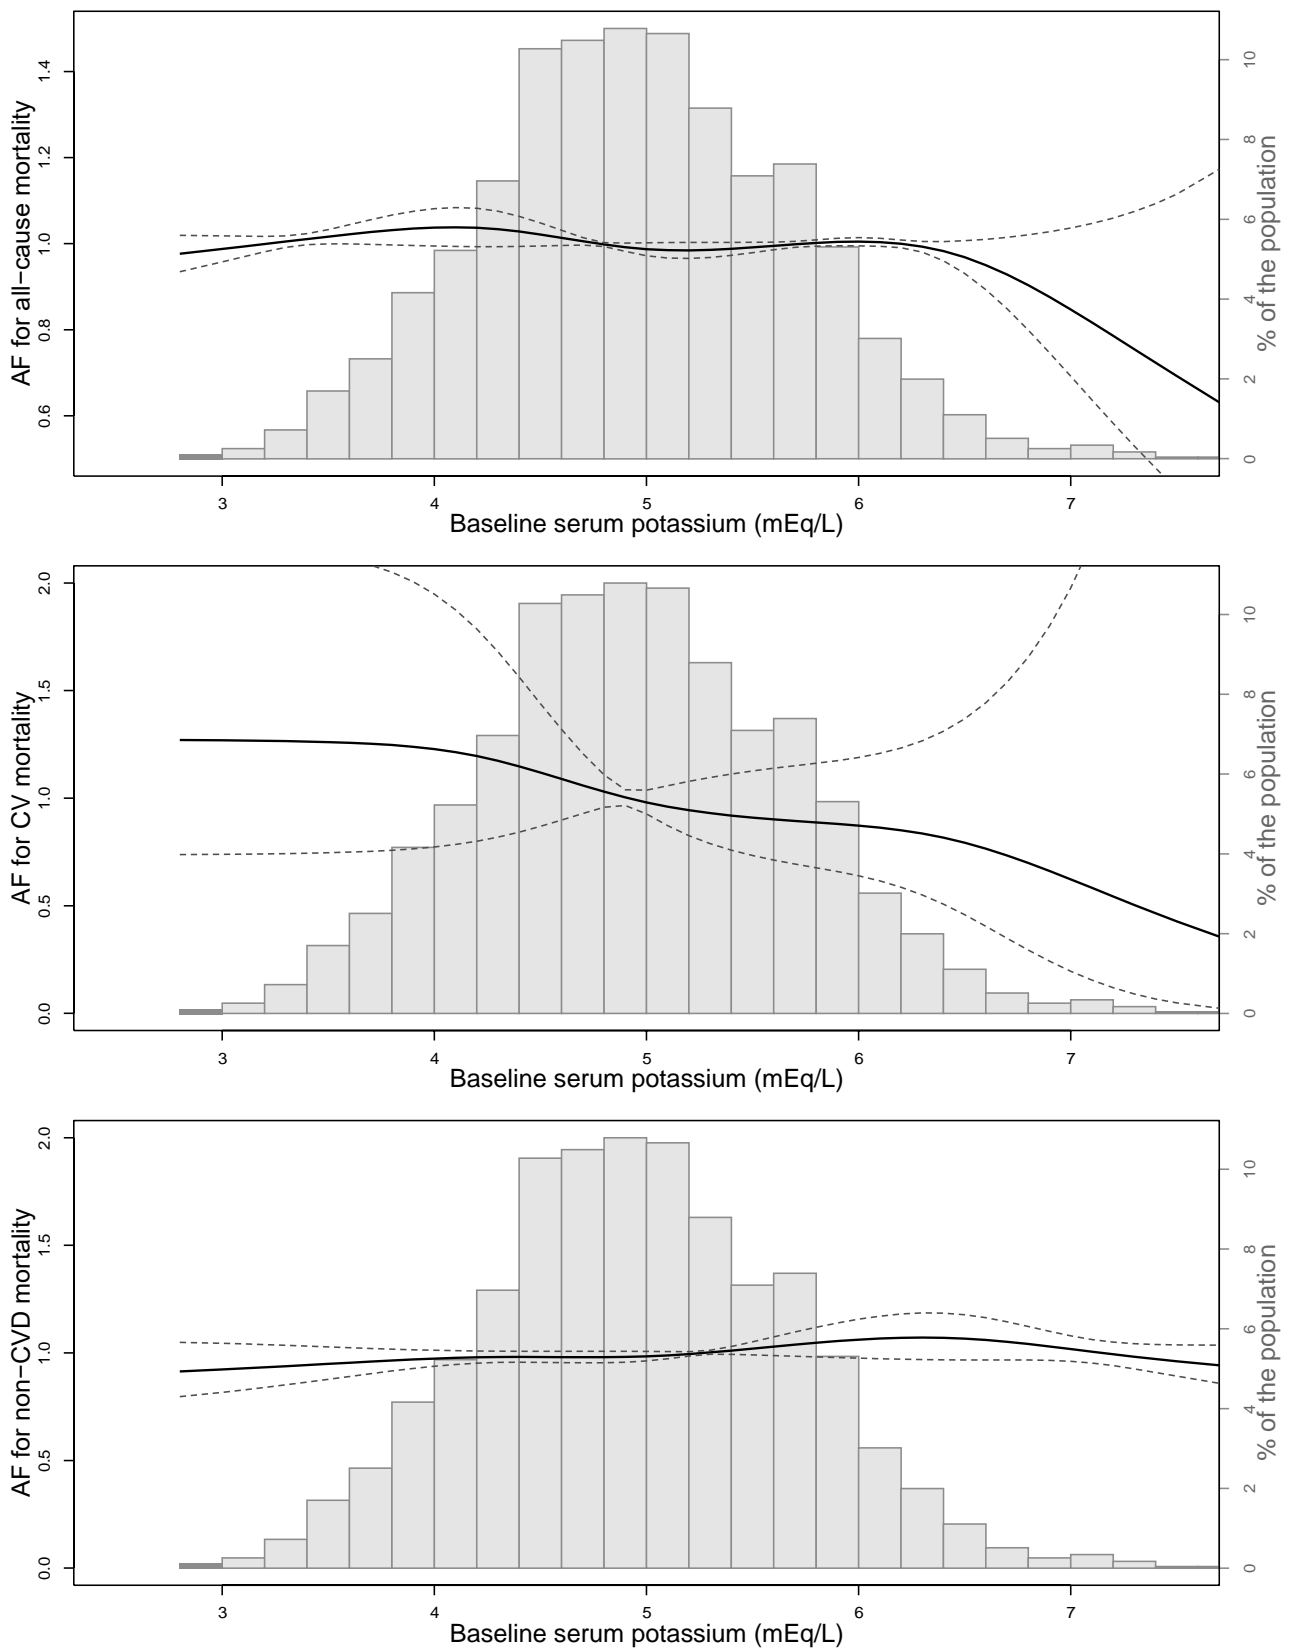 AF for all−cause mortality
0.6 0.8 1.0 1.2 1.4
0 2 4 6 8 10
% of the population
3 4 5 6 7
Baseline serum potassium (mEq/L)
AF for CV mortality
0.0 0.5 1.0 1.5 2.0
0 2 4 6 8 10
% of the population
3 4 5 6 7
Baseline serum potassium (mEq/L)
AF for non−CVD mortality
0.0 0.5 1.0 1.5 2.0
0 2 4 6 8 10
% of the population
3 4 5 6 7
Baseline serum potassium (mEq/L)